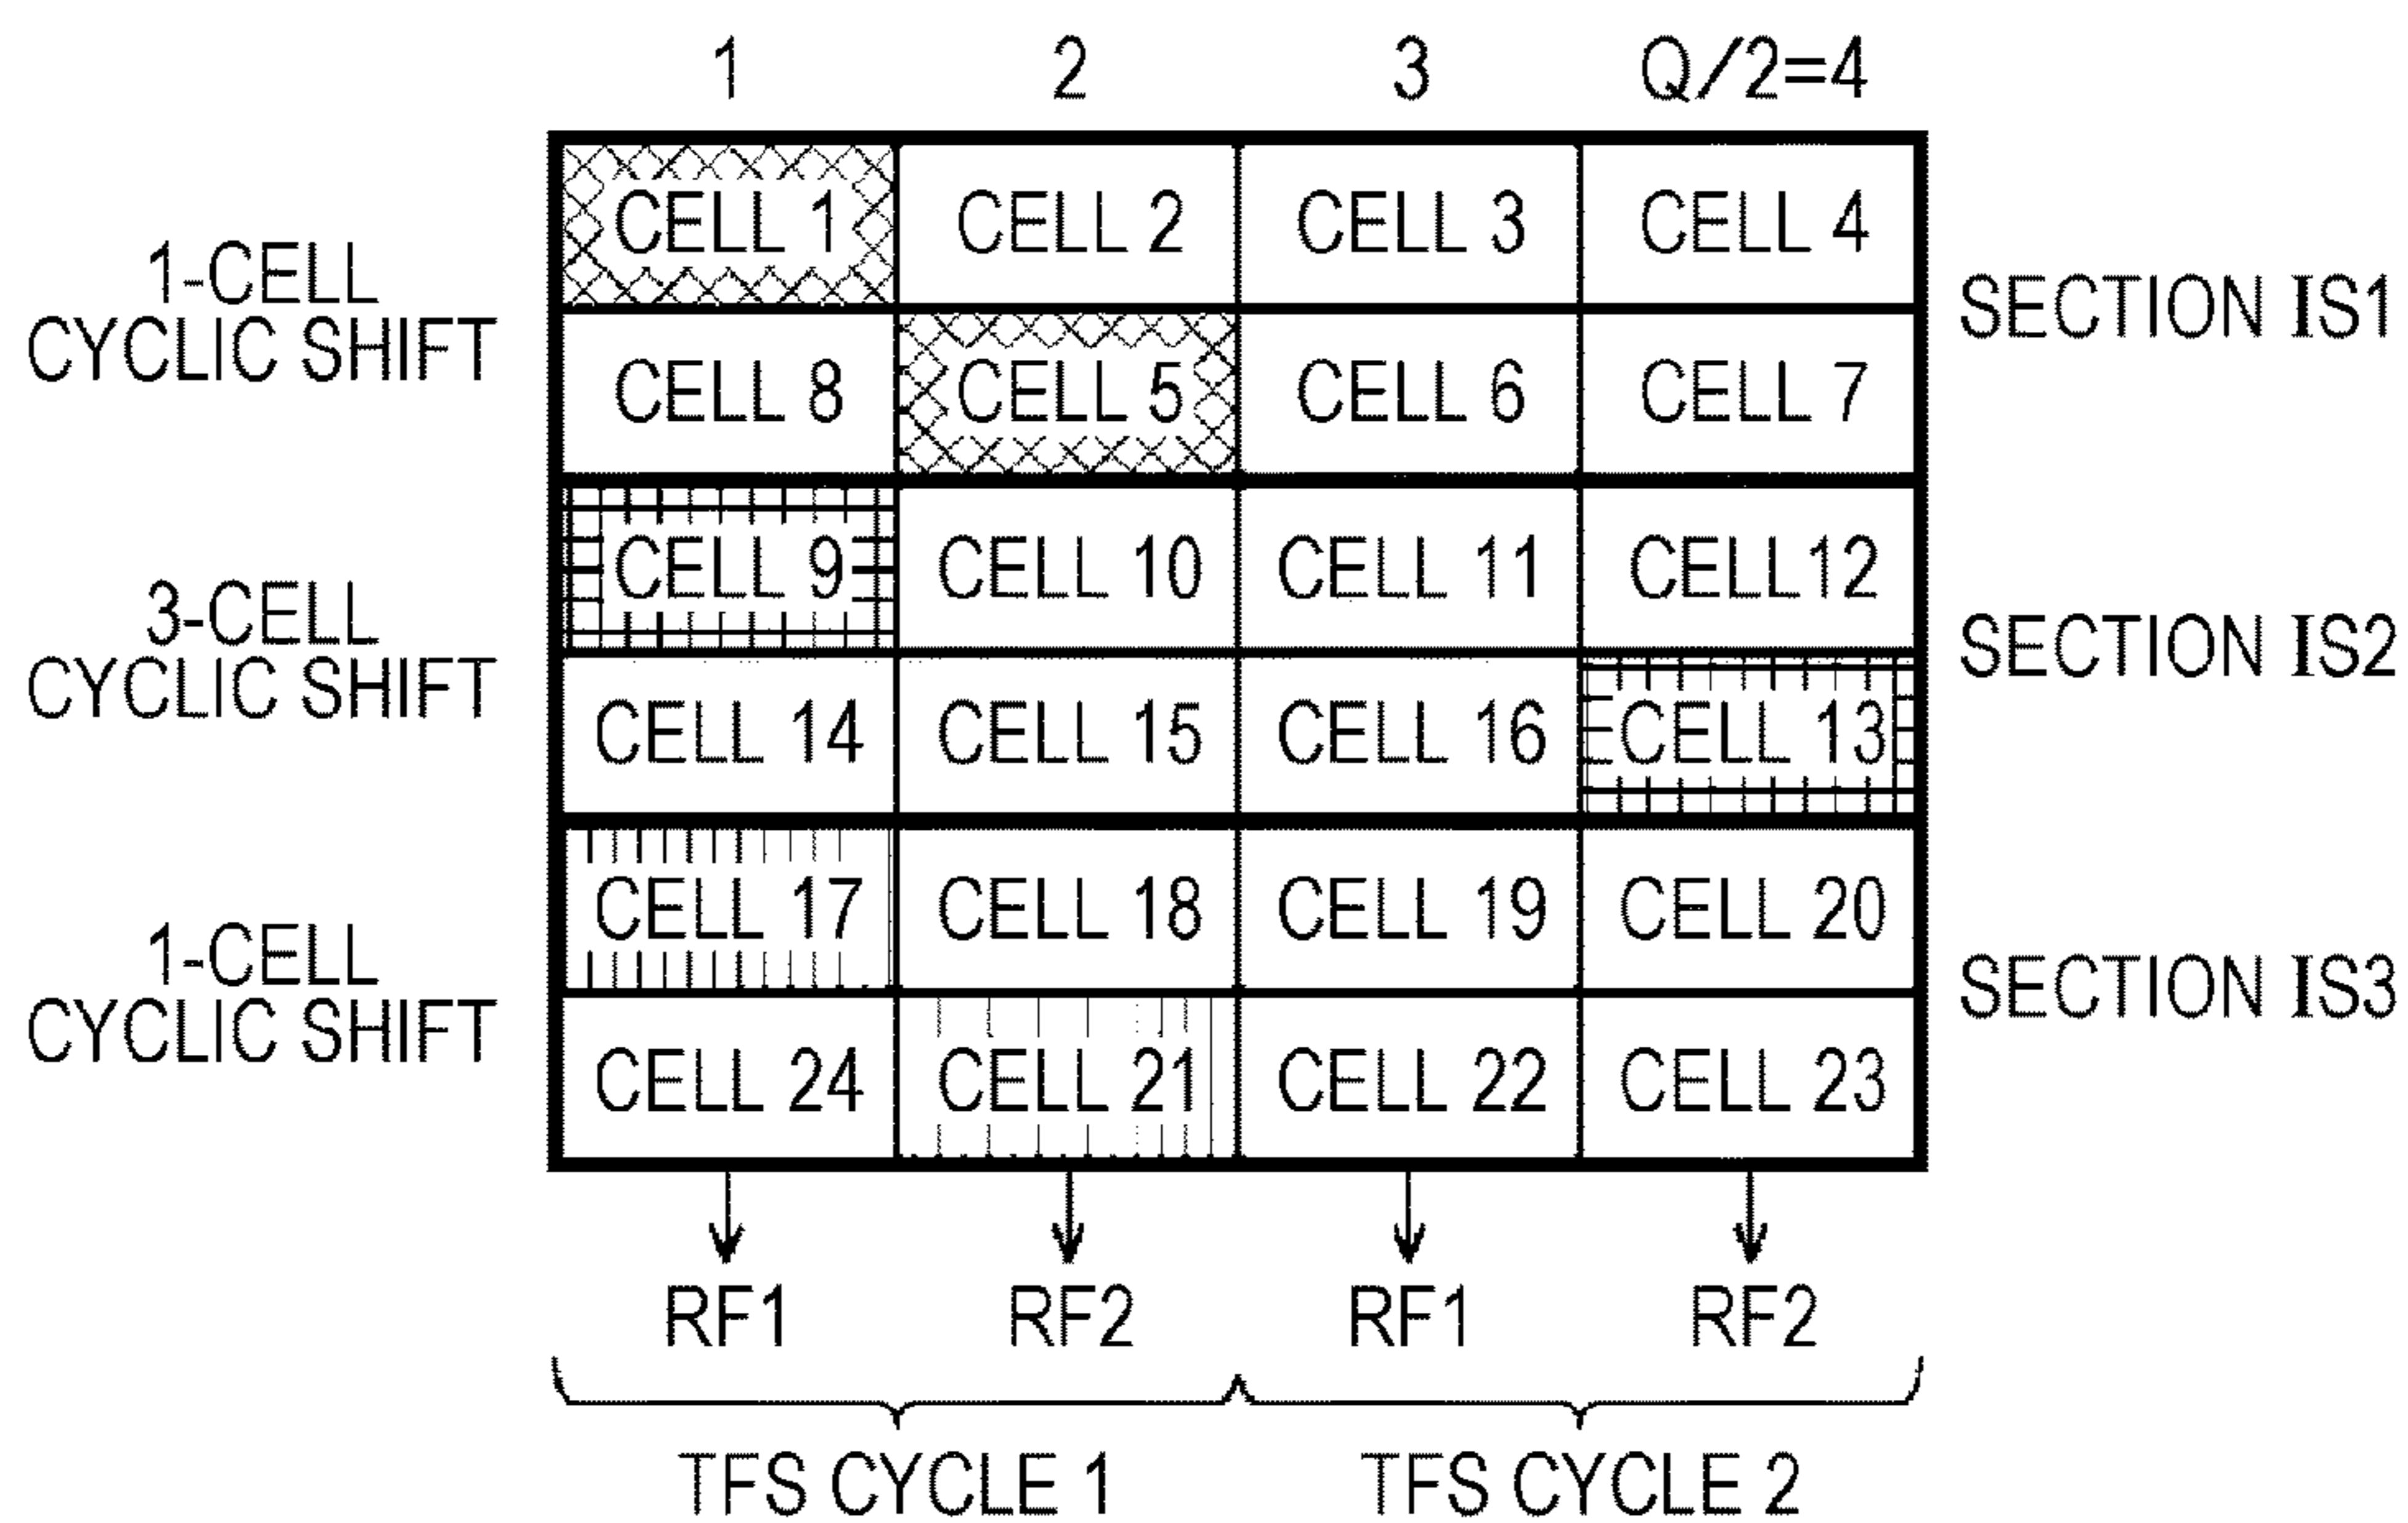 1 2 3 Q/2=4
CELL 1 CELL 2 CELL 3 CELL 4
1-CELL
CYCLIC SHIFT
SECTION IS1
CELL 8 CELL 5 CELL 6 CELL 7
CELL 9 CELL 10 CELL 11 CELL12
3-CELL
CYCLIC SHIFT
SECTION IS2
CELL 14 CELL 15 CELL 16 CELL 13
CELL 17 CELL 18 CELL 19 CELL 20
1-CELL
CYCLIC SHIFT
SECTION IS3
CELL 24 CELL 21 CELL 22 CELL 23
RF1 RF2 RF1 RF2
TFS CYCLE 1 TFS CYCLE 2